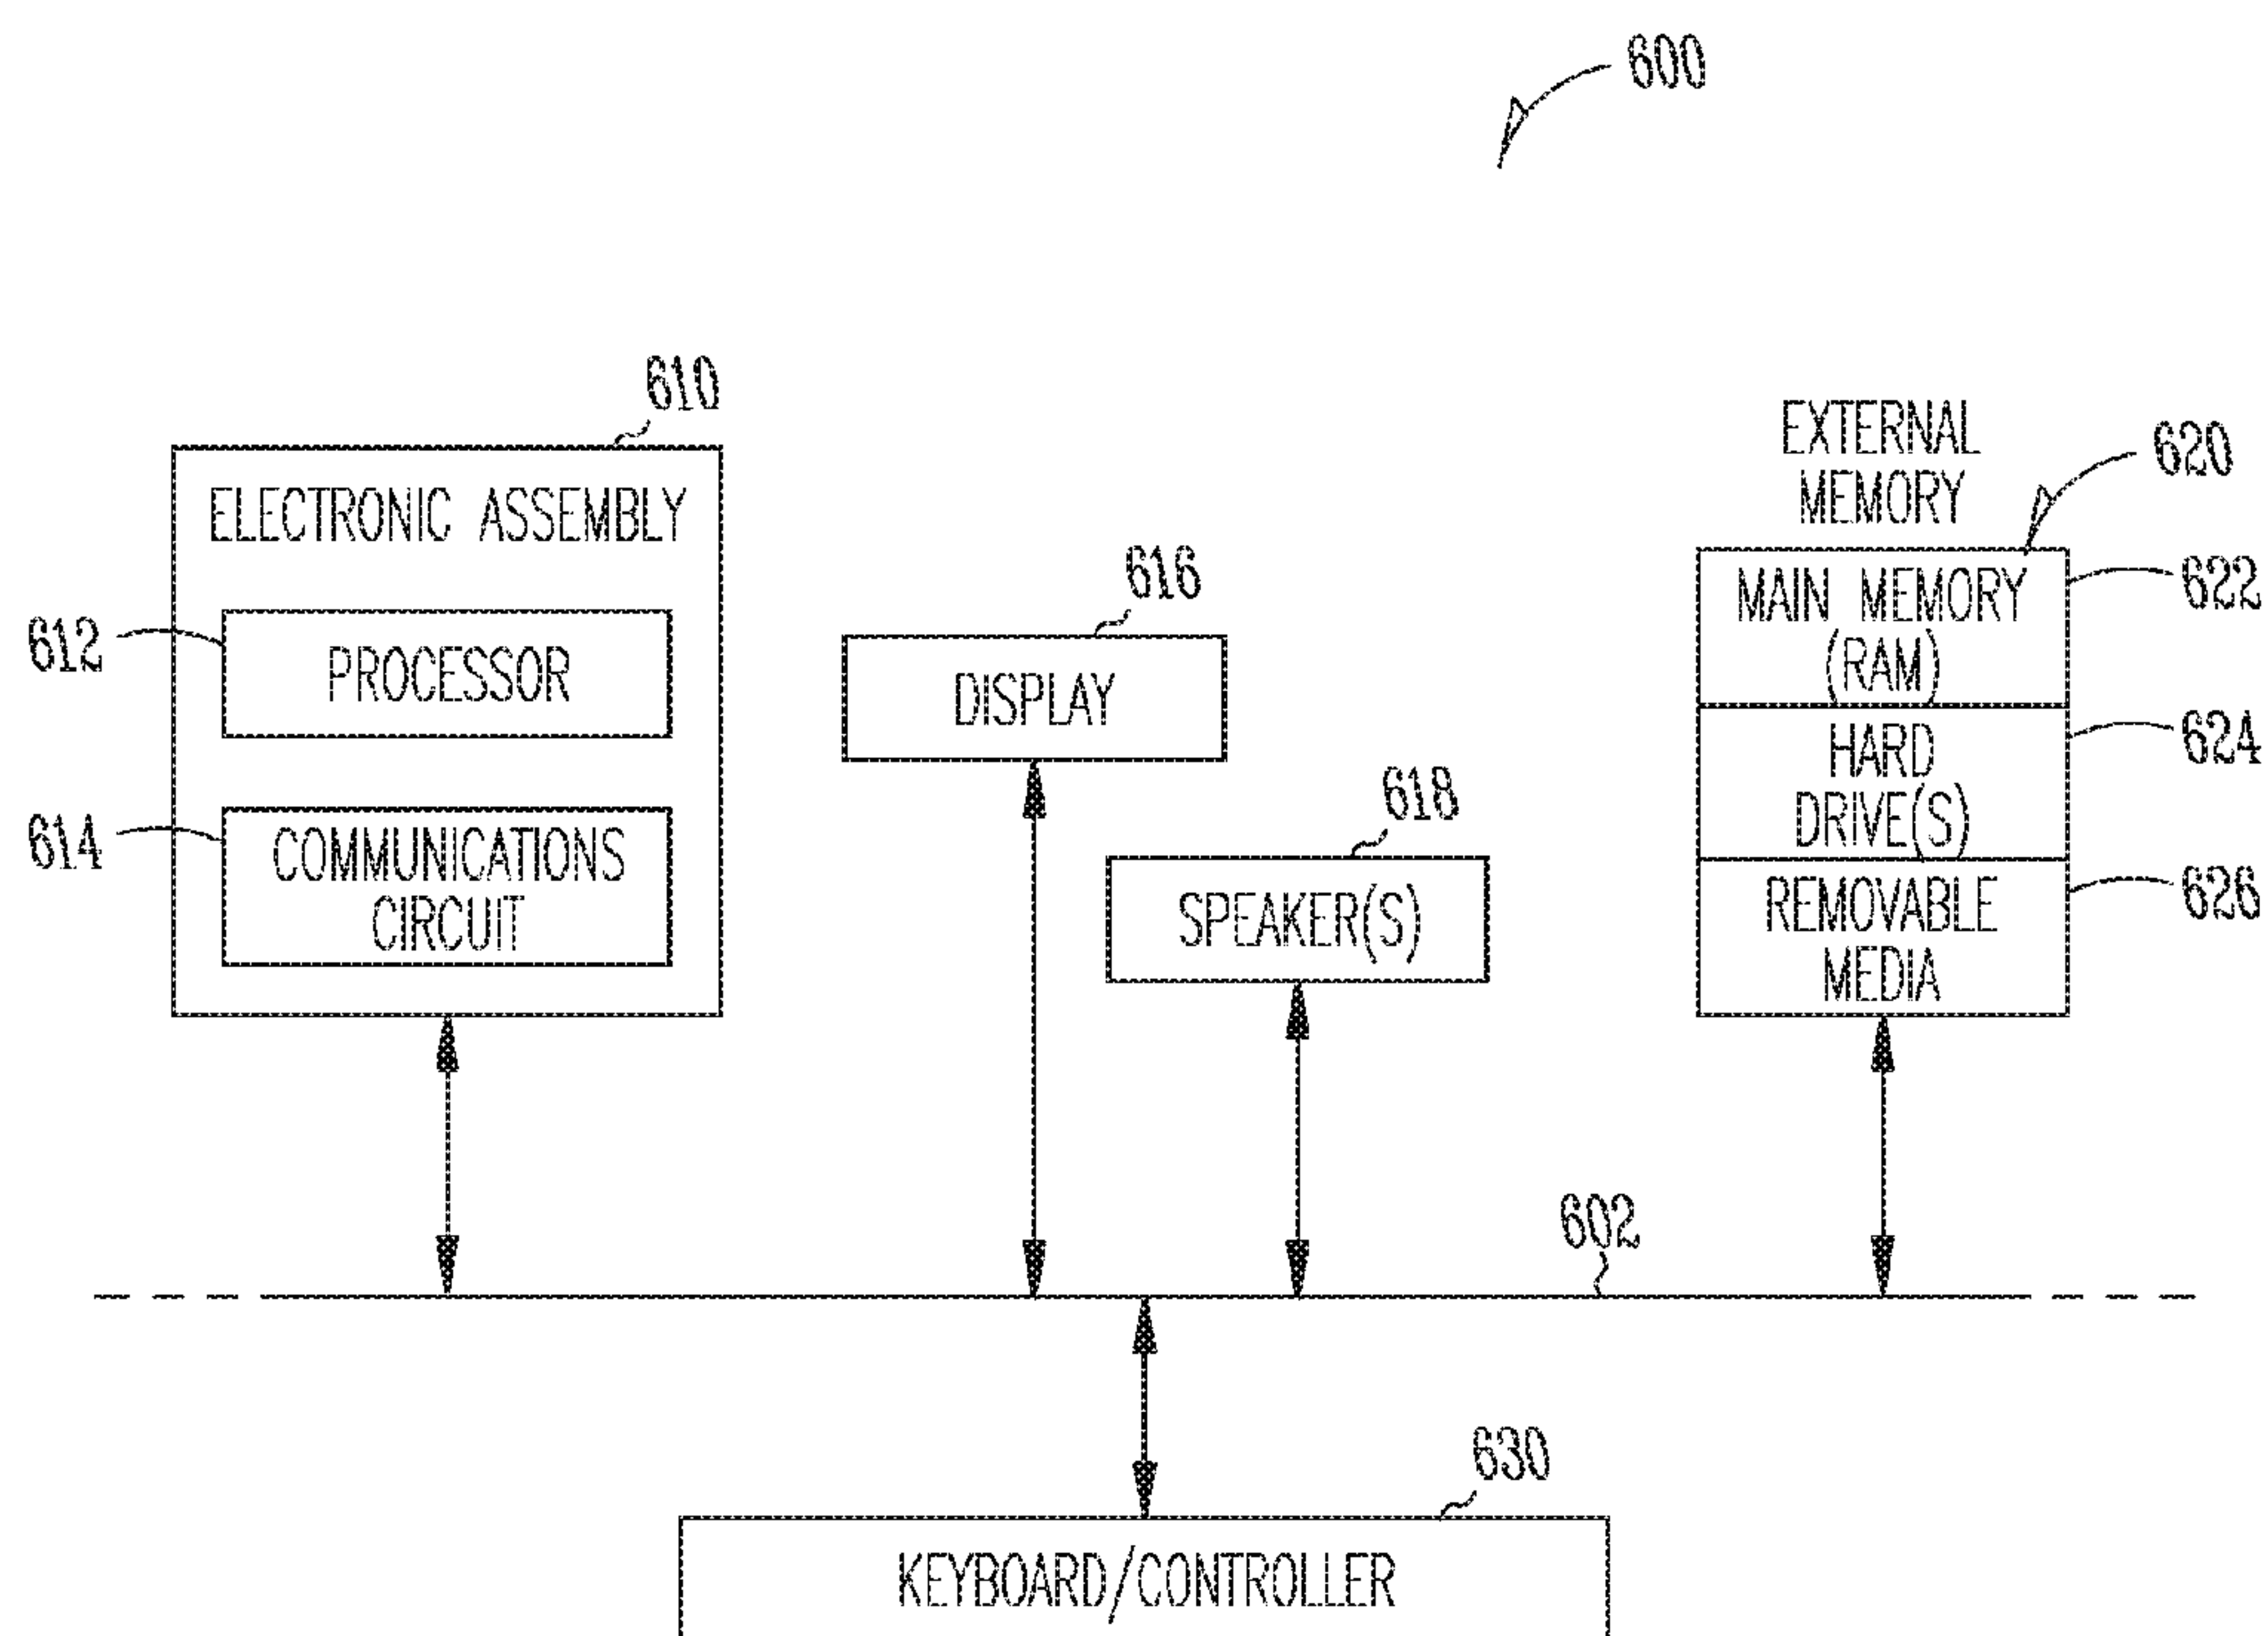 600
610
ELECTRONIC ASSEMBLY
612
PROCESSOR
614
COMMUNICATIONS
CIRCUIT
616
DISPLAY
618
SPEAKER(S)
EXTERNAL
MEMORY
620
MAIN MEMORY
(RAM)
622
HARD
DRIVE(S)
624
REMOVABLE
MEDIA
626
602
630
KEYBOARD/CONTROLLER